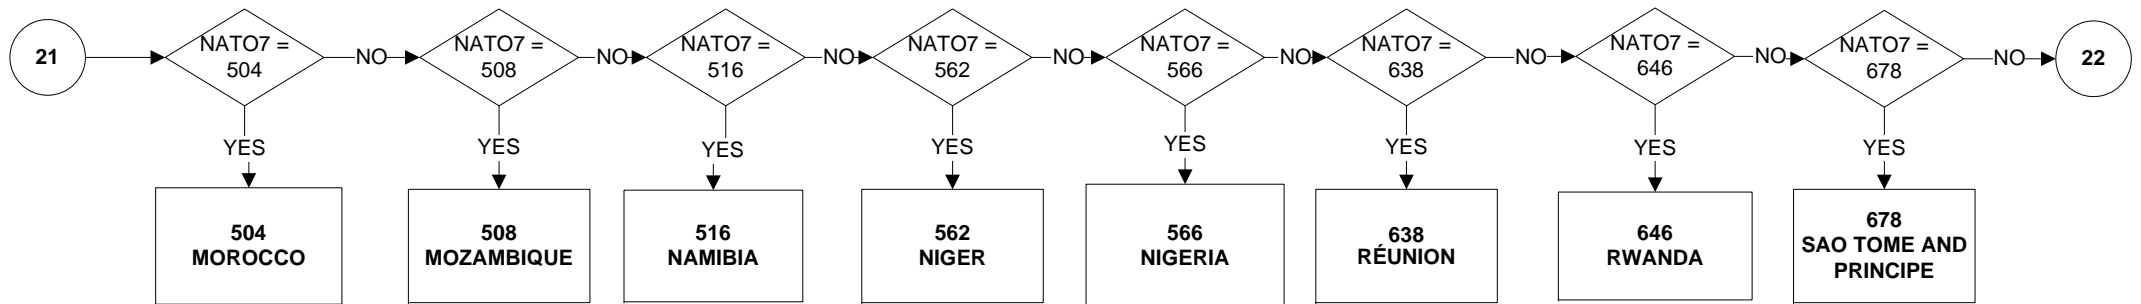 21
NATO7 =
504
NO
NATO7 =
508
NO
NATO7 =
516
NO
NATO7 =
562
NO
NATO7 =
566
NO
NATO7 =
638
NO
NATO7 =
646
NO
NATO7 =
678
NO
22
YES
YES
YES
YES
YES
YES
YES
YES
504
MOROCCO
508
MOZAMBIQUE
516
NAMIBIA
562
NIGER
566
NIGERIA
638
RÉUNION
646
RWANDA
678
SAO TOME AND
PRINCIPE